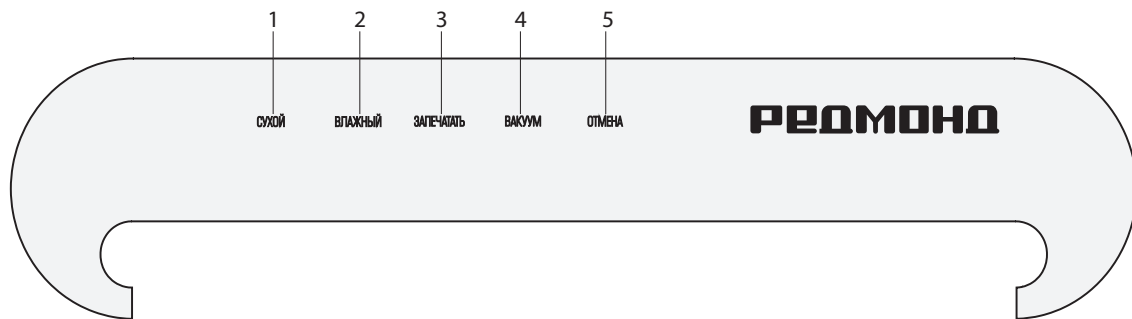 1 2 3 4 5
СУХОЙ ВЛАЖНЫЙ ЗАПЕЧАТАТЬ ВАКУУМ ОТМЕНА РЕДМОНД